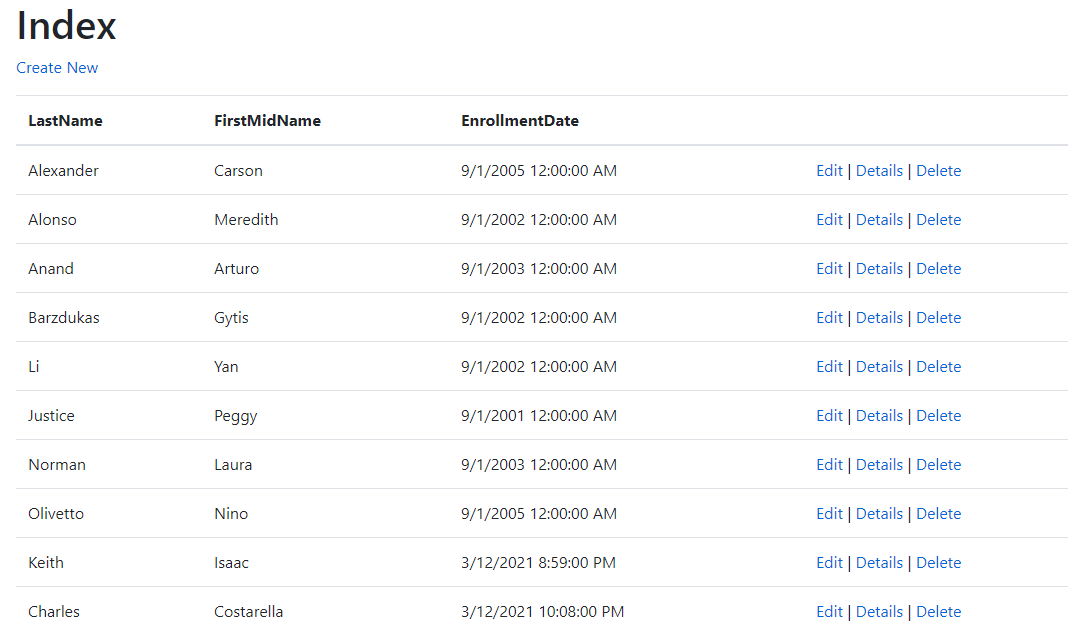 Index
Create New
LastName FirstMidName EnrollmentDate
Alexander Carson 9/1/2005 12:00:00 AM Edit | Details | Delete
Alonso Meredith 9/1/2002 12:00:00 AM Edit | Details | Delete
Anand Arturo 9/1/2003 12:00:00 AM Edit | Details | Delete
Barzdukas Gytis 9/1/2002 12:00:00 AM Edit | Details | Delete
Li Yan 9/1/2002 12:00:00 AM Edit | Details | Delete
Justice Peggy 9/1/2001 12:00:00 AM Edit | Details | Delete
Norman Laura 9/1/2003 12:00:00 AM Edit | Details | Delete
Olivetto Nino 9/1/2005 12:00:00 AM Edit | Details | Delete
Keith Isaac 3/12/2021 8:59:00 PM Edit | Details | Delete
Charles Costarella 3/12/2021 10:08:00 PM Edit | Details | Delete